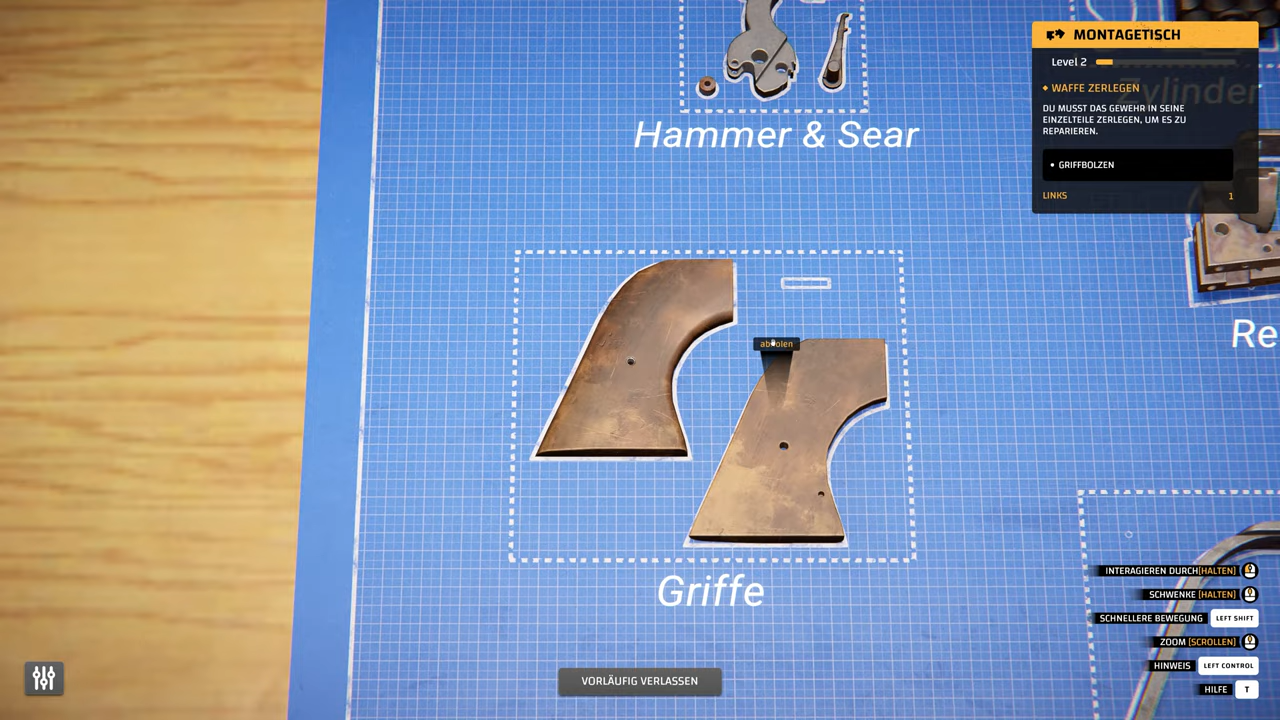 MONTAGETISCH
Level 2
Zylinder
WAFFE ZERLEGEN
DU MUSST DAS GEWEHR IN SEINE
EINZELTEILE ZERLEGEN, UM ES ZU
REPARIEREN.
• GRIFFBOLZEN
LINKS 1
Hammer & Sear
Re
Griffe
INTERAGIEREN DURCH[HALTEN]
SCHWENKE [HALTEN]
SCHNELLERE BEWEGUNG LEFT SHIFT
ZOOM [SCROLLEN]
HINWEIS LEFT CONTROL
HILFE T
VORLÄUFIG VERLASSEN